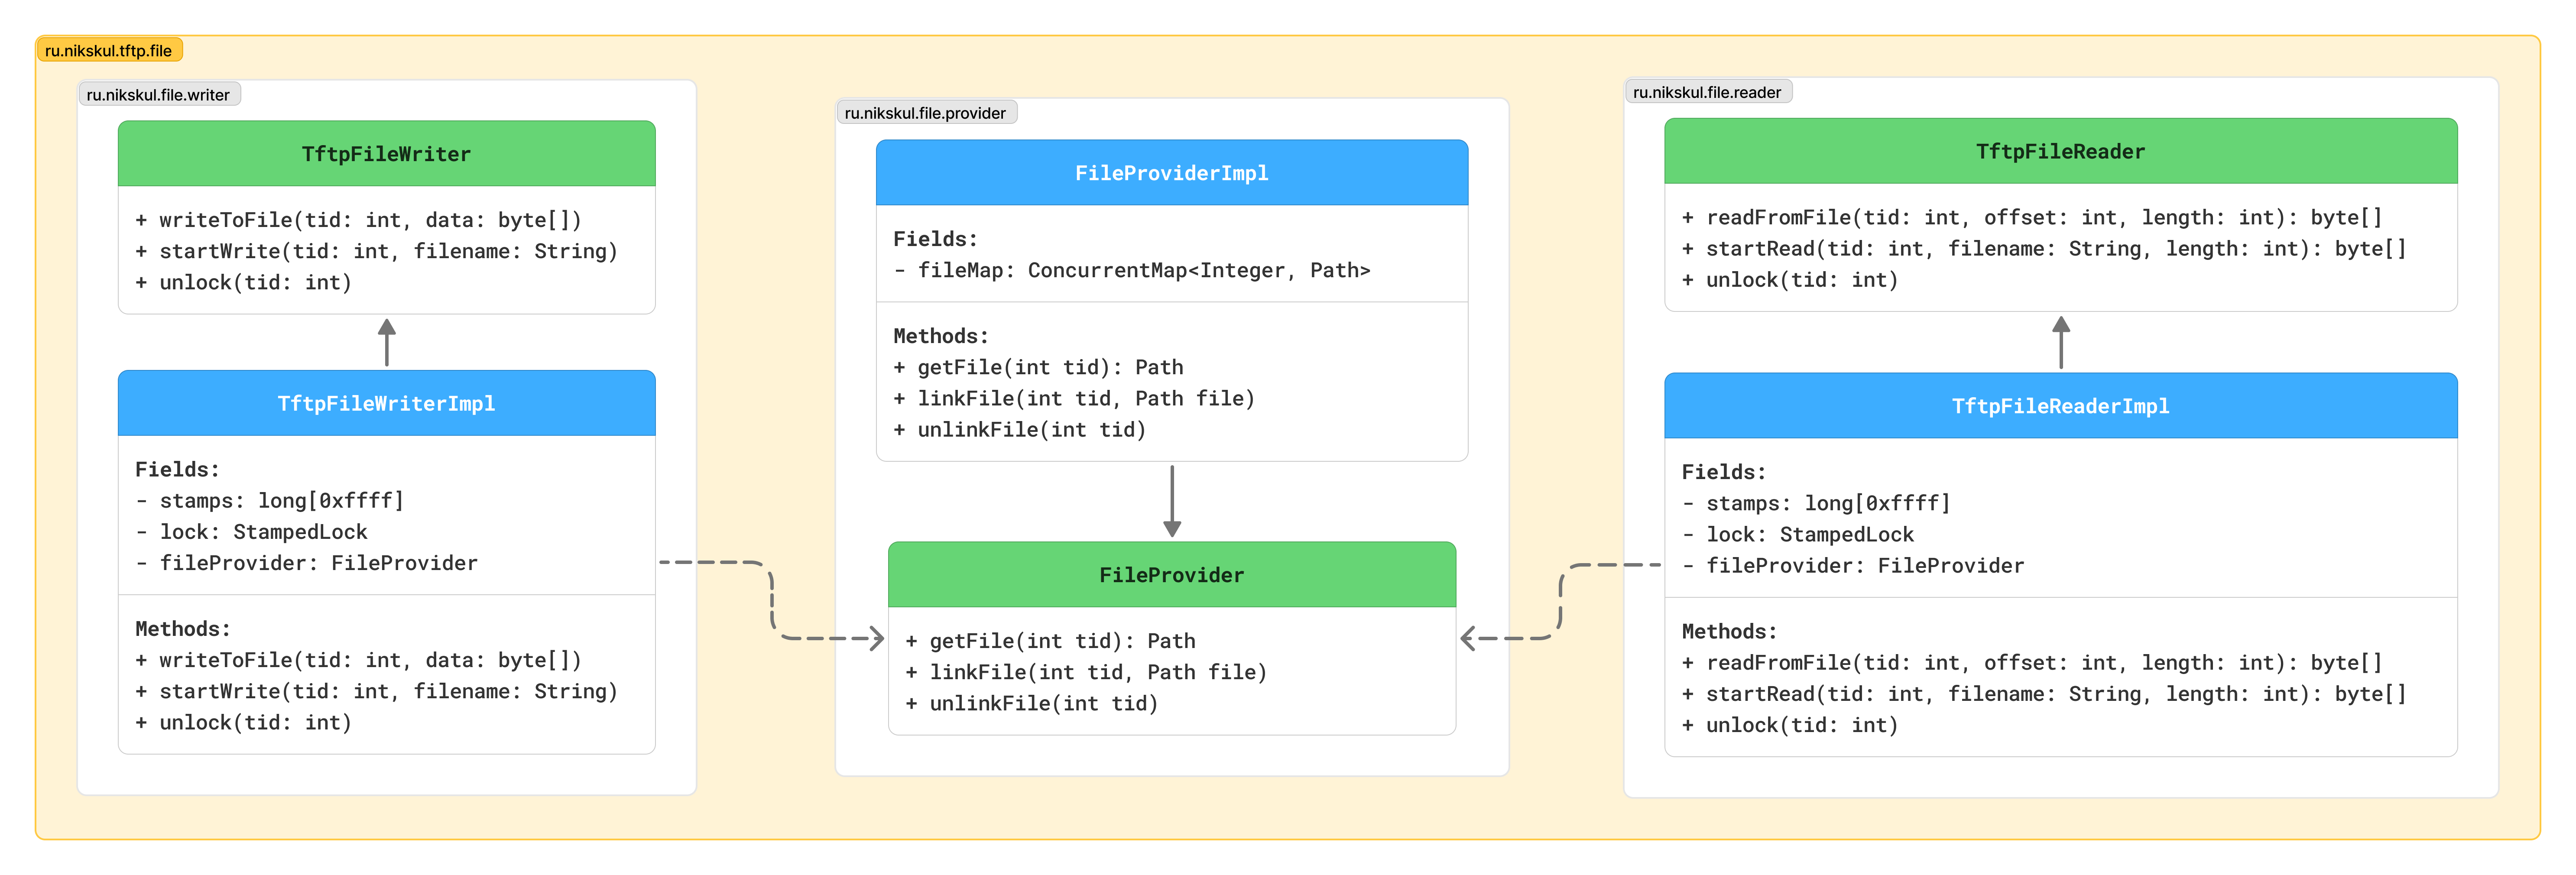 ru.nikskul.tftp.file
ru.nikskul.file.writer
TftpFileWriter
+ writeToFile(tid: int, data: byte[])
+ startWrite(tid: int, filename: String)
+ unlock(tid: int)
TftpFileWriterImpl
Fields:
- stamps: long[0xffff]
- lock: StampedLock
- fileProvider: FileProvider
Methods:
+ writeToFile(tid: int, data: byte[])
+ startWrite(tid: int, filename: String)
+ unlock(tid: int)
ru.nikskul.file.provider
FileProviderImpl
Fields:
- fileMap: ConcurrentMap<Integer, Path>
Methods:
+ getFile(int tid): Path
+ linkFile(int tid, Path file)
+ unlinkFile(int tid)
FileProvider
+ getFile(int tid): Path
+ linkFile(int tid, Path file)
+ unlinkFile(int tid)
ru.nikskul.file.reader
TftpFileReader
+ readFromFile(tid: int, offset: int, length: int): byte[]
+ startRead(tid: int, filename: String, length: int): byte[]
+ unlock(tid: int)
TftpFileReaderImpl
Fields:
- stamps: long[0xffff]
- lock: StampedLock
- fileProvider: FileProvider
Methods:
+ readFromFile(tid: int, offset: int, length: int): byte[]
+ startRead(tid: int, filename: String, length: int): byte[]
+ unlock(tid: int)